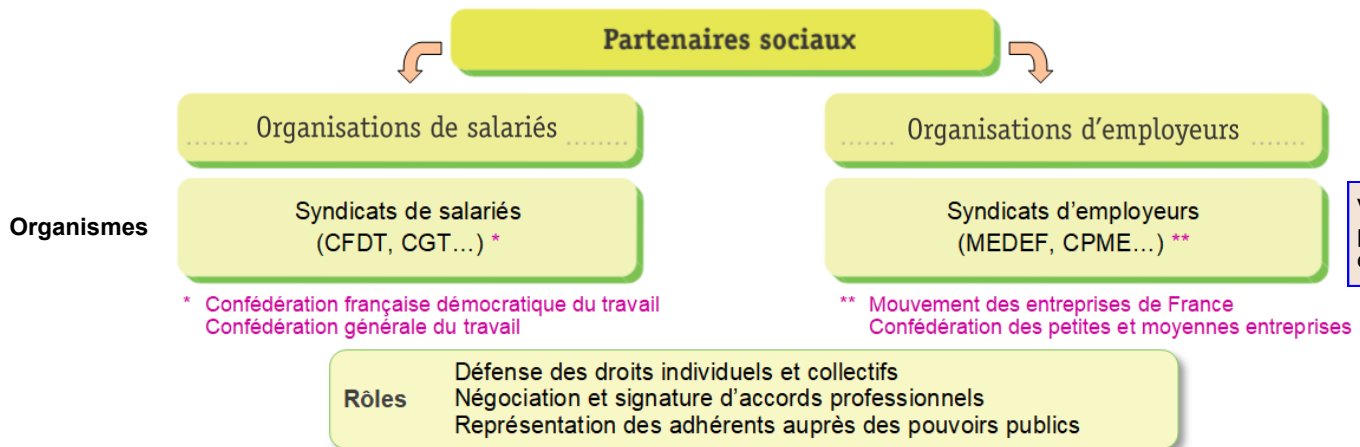 Partenaires sociaux
Organisations de salariés
Organisations d'employeurs
Organismes
Syndicats de salariés
(CFDT, CGT…) *
Syndicats d'employeurs
(MEDEF, CPME…) **
* Confédération française démocratique du travail
Confédération générale du travail
** Mouvement des entreprises de France
Confédération des petites et moyennes entreprises
Rôles
Défense des droits individuels et collectifs
Négociation et signature d'accords professionnels
Représentation des adhérents auprès des pouvoirs publics